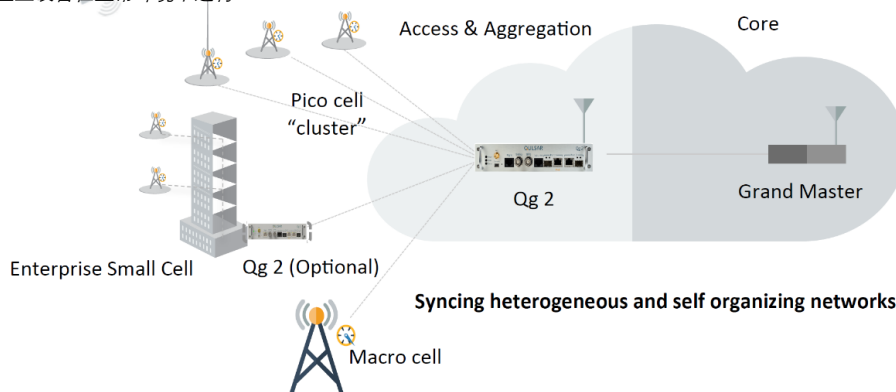 Access & Aggregation
Core
Pico cell
“cluster”
QULSAR
Qg 2
Grand Master
Enterprise Small Cell
Qg 2 (Optional)
Syncing heterogeneous and self organizing networks
Macro cell